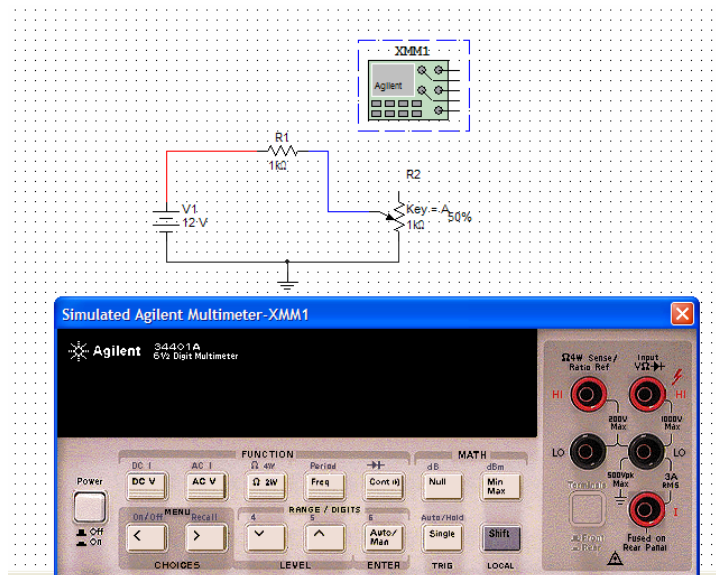 XMM1
Agilent
R1
1kΩ
R2
V1
12 V
Key = A
1kΩ
50%
Simulated Agilent Multimeter-XMM1
Agilent 34401A
6½ Digit Multimeter
Ω4W Sense/
Ratio Ref
Input
VΩ
HI
HI
200V
Max
1000V
Max
LO
LO
500Vpk
Max
3A
RMS
Terminals
I
Front
Rear
Fused on
Rear Panel
FUNCTION
MATH
DC I
AC I
Ω 4W
Period
dB
dBm
Power
DC V
AC V
Ω 2W
Freq
Cont
Null
Min
Max
MENU
RANGE / DIGITS
On/Off
Recall
4
5
6
Auto/Hold
Off
On
<
>
Auto/
Man
Single
Shift
CHOICES
LEVEL
ENTER
TRIG
LOCAL